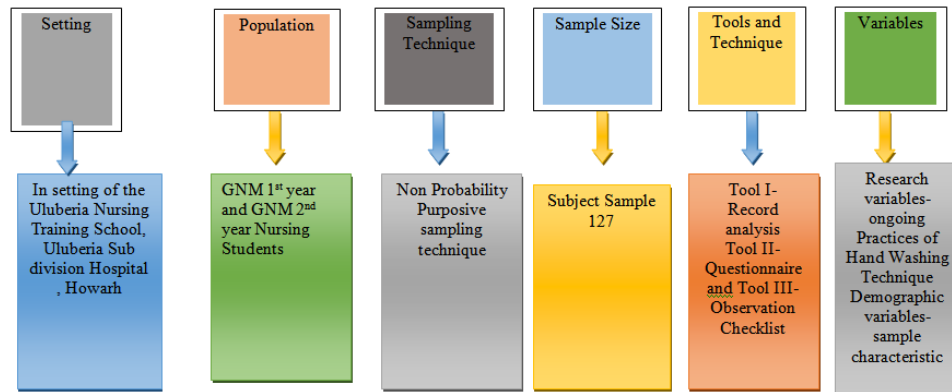 Setting
In setting of the
Uluberia Nursing
Training School,
Uluberia Sub
division Hospital
, Howarh
Population
GNM 1st year
and GNM 2nd
year Nursing
Students
Sampling
Technique
Non Probability
Purposive
sampling
technique
Sample Size
Subject Sample
127
Tools and
Technique
Tool I-
Record
analysis
Tool II-
Questionnaire
and Tool III-
Observation
Checklist
Variables
Research
variables-
ongoing
Practices of
Hand Washing
Technique
Demographic
variables-
sample
characteristic